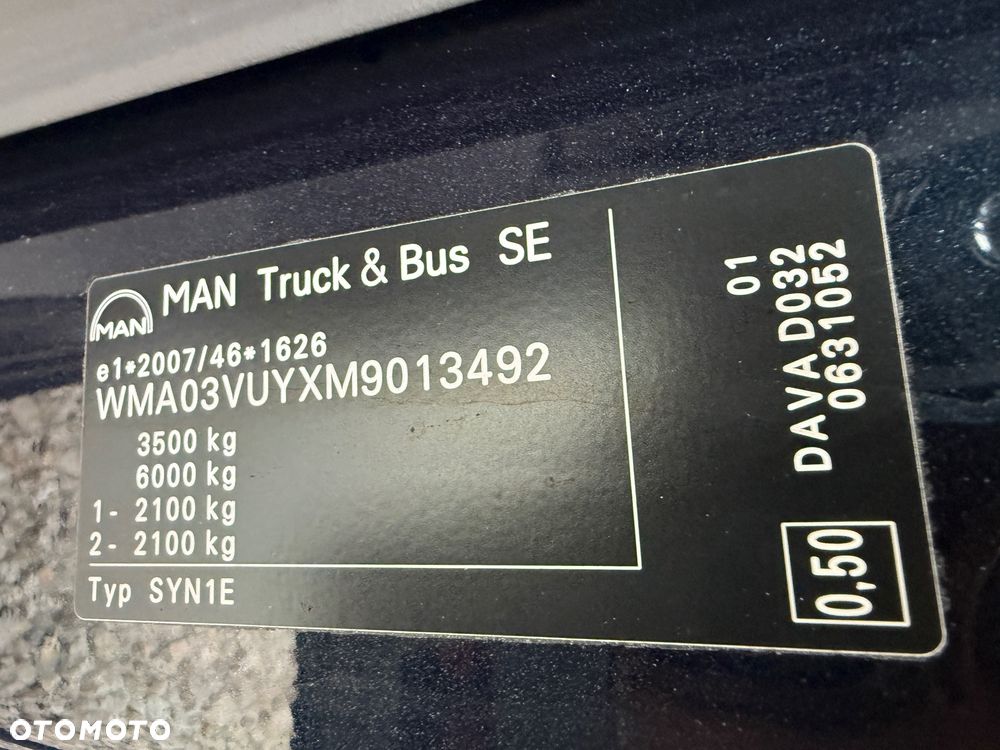 MAN
MAN Truck & Bus SE
e1*2007/46*1626
WMA03VUYXM9013492
3500 kg
6000 kg
1- 2100 kg
2- 2100 kg
Typ SYN1E
01
DAVA D032
0631052
0,50
OTOMOTO